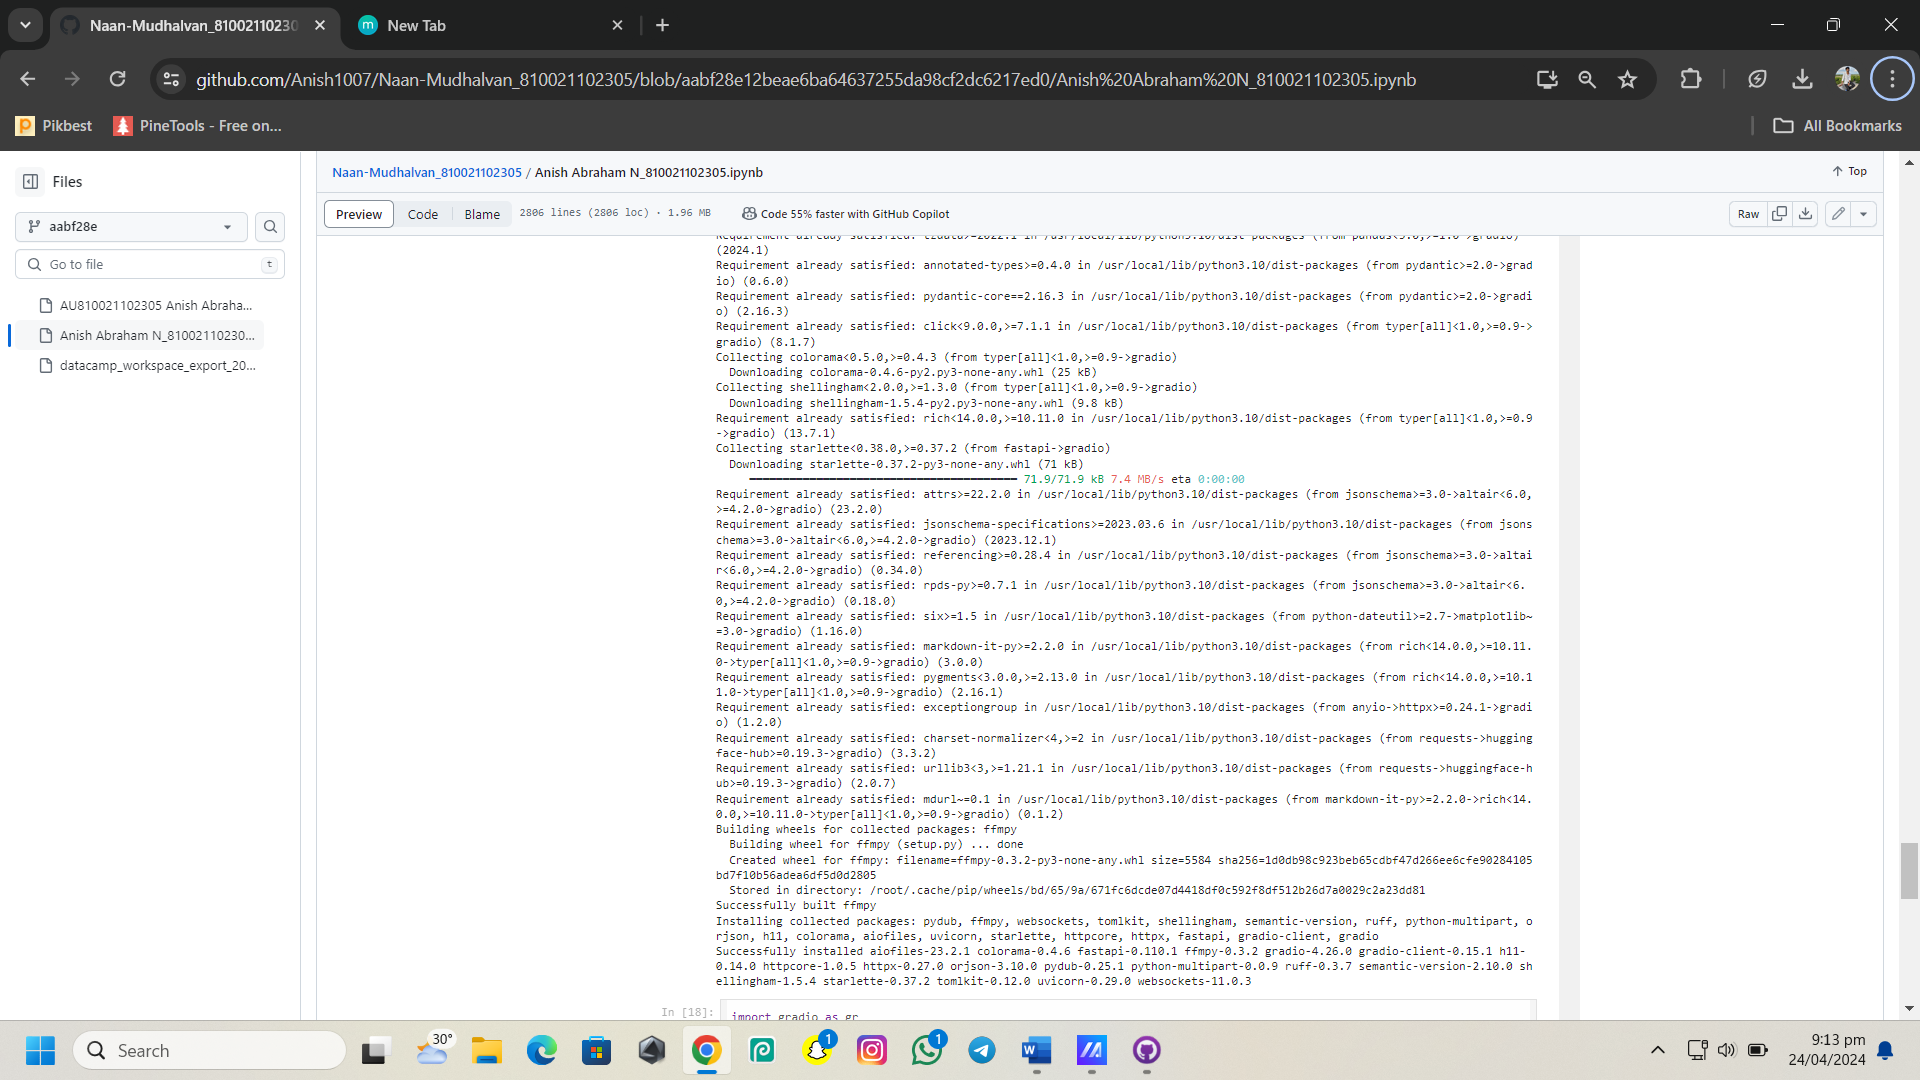 Naan-Mudhalvan_8100211023
New Tab
github.com/Anish1007/Naan-Mudhalvan_810021102305/blob/aabf28e12beae6ba64637255da98cf2dc6217ed0/Anish%20Abraham%20N_810021102305.ipynb
Pikbest
PineTools - Free on...
All Bookmarks
Files
Naan-Mudhalvan_810021102305 / Anish Abraham N_810021102305.ipynb
Top
Preview
Code
Blame
2806 lines (2806 loc) · 1.96 MB
Code 55% faster with GitHub Copilot
Raw
aabf28e
Go to file
t
AU810021102305 Anish Abraha...
Anish Abraham N_81002110230...
datacamp_workspace_export_20...
Requirement already satisfied: tzdata>=2022.1 in /usr/local/lib/python3.10/dist-packages (from pandas<3.0,>=1.0->gradio)
(2024.1)
Requirement already satisfied: annotated-types>=0.4.0 in /usr/local/lib/python3.10/dist-packages (from pydantic>=2.0->grad
io) (0.6.0)
Requirement already satisfied: pydantic-core==2.16.3 in /usr/local/lib/python3.10/dist-packages (from pydantic>=2.0->gradi
o) (2.16.3)
Requirement already satisfied: click<9.0.0,>=7.1.1 in /usr/local/lib/python3.10/dist-packages (from typer[all]<1.0,>=0.9->
gradio) (8.1.7)
Collecting colorama<0.5.0,>=0.4.3 (from typer[all]<1.0,>=0.9->gradio)
Downloading colorama-0.4.6-py2.py3-none-any.whl (25 kB)
Collecting shellingham<2.0.0,>=1.3.0 (from typer[all]<1.0,>=0.9->gradio)
Downloading shellingham-1.5.4-py2.py3-none-any.whl (9.8 kB)
Requirement already satisfied: rich<14.0.0,>=10.11.0 in /usr/local/lib/python3.10/dist-packages (from typer[all]<1.0,>=0.9
->gradio) (13.7.1)
Collecting starlette<0.38.0,>=0.37.2 (from fastapi->gradio)
Downloading starlette-0.37.2-py3-none-any.whl (71 kB)
71.9/71.9 kB 7.4 MB/s eta 0:00:00
Requirement already satisfied: attrs>=22.2.0 in /usr/local/lib/python3.10/dist-packages (from jsonschema>=3.0->altair<6.0,
>=4.2.0->gradio) (23.2.0)
Requirement already satisfied: jsonschema-specifications>=2023.03.6 in /usr/local/lib/python3.10/dist-packages (from jsons
chema>=3.0->altair<6.0,>=4.2.0->gradio) (2023.12.1)
Requirement already satisfied: referencing>=0.28.4 in /usr/local/lib/python3.10/dist-packages (from jsonschema>=3.0->altai
r<6.0,>=4.2.0->gradio) (0.34.0)
Requirement already satisfied: rpds-py>=0.7.1 in /usr/local/lib/python3.10/dist-packages (from jsonschema>=3.0->altair<6.
0,>=4.2.0->gradio) (0.18.0)
Requirement already satisfied: six>=1.5 in /usr/local/lib/python3.10/dist-packages (from python-dateutil>=2.7->matplotlib~
=3.0->gradio) (1.16.0)
Requirement already satisfied: markdown-it-py>=2.2.0 in /usr/local/lib/python3.10/dist-packages (from rich<14.0.0,>=10.11.
0->typer[all]<1.0,>=0.9->gradio) (3.0.0)
Requirement already satisfied: pygments<3.0.0,>=2.13.0 in /usr/local/lib/python3.10/dist-packages (from rich<14.0.0,>=10.1
1.0->typer[all]<1.0,>=0.9->gradio) (2.16.1)
Requirement already satisfied: exceptiongroup in /usr/local/lib/python3.10/dist-packages (from anyio->httpx>=0.24.1->gradi
o) (1.2.0)
Requirement already satisfied: charset-normalizer<4,>=2 in /usr/local/lib/python3.10/dist-packages (from requests->hugging
face-hub>=0.19.3->gradio) (3.3.2)
Requirement already satisfied: urllib3<3,>=1.21.1 in /usr/local/lib/python3.10/dist-packages (from requests->huggingface-h
ub>=0.19.3->gradio) (2.0.7)
Requirement already satisfied: mdurl~=0.1 in /usr/local/lib/python3.10/dist-packages (from markdown-it-py>=2.2.0->rich<14.
0.0,>=10.11.0->typer[all]<1.0,>=0.9->gradio) (0.1.2)
Building wheels for collected packages: ffmpy
Building wheel for ffmpy (setup.py) ... done
Created wheel for ffmpy: filename=ffmpy-0.3.2-py3-none-any.whl size=5584 sha256=1d0db98c923beb65cdbf47d266ee6cfe90284105
bd7f10b56adea6df5d0d2805
Stored in directory: /root/.cache/pip/wheels/bd/65/9a/671fc6dcde07d4418df0c592f8df512b26d7a0029c2a23dd81
Successfully built ffmpy
Installing collected packages: pydub, ffmpy, websockets, tomlkit, shellingham, semantic-version, ruff, python-multipart, o
rjson, h11, colorama, aiofiles, uvicorn, starlette, httpcore, httpx, fastapi, gradio-client, gradio
Successfully installed aiofiles-23.2.1 colorama-0.4.6 fastapi-0.110.1 ffmpy-0.3.2 gradio-4.26.0 gradio-client-0.15.1 h11-
0.14.0 httpcore-1.0.5 httpx-0.27.0 orjson-3.10.0 pydub-0.25.1 python-multipart-0.0.9 ruff-0.3.7 semantic-version-2.10.0 sh
ellingham-1.5.4 starlette-0.37.2 tomlkit-0.12.0 uvicorn-0.29.0 websockets-11.0.3
In [18]:
import gradio as gr
Search
30°
1
1
9:13 pm
24/04/2024